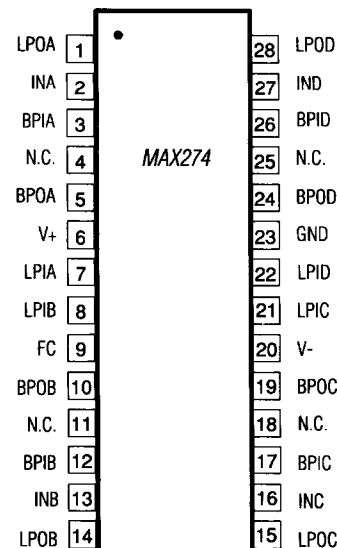 LPOA 1 28 LPOD
INA 2 27 IND
BPIA 3 26 BPID
N.C. 4 MAX274 25 N.C.
BPOA 5 24 BPOD
V+ 6 23 GND
LPIA 7 22 LPID
LPIB 8 21 LPIC
FC 9 20 V-
BPOB 10 19 BPOC
N.C. 11 18 N.C.
BPIB 12 17 BPIC
INB 13 16 INC
LPOB 14 15 LPOC